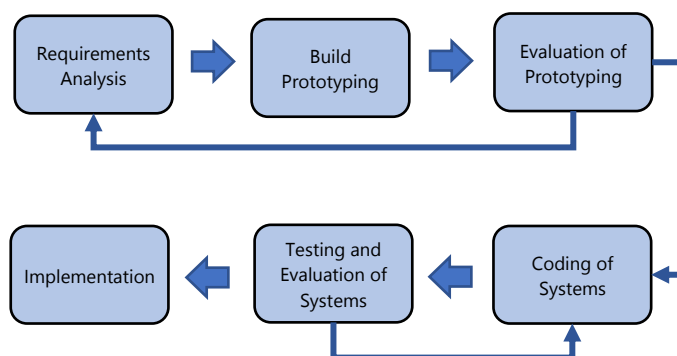 Requirements
Analysis
Build
Prototyping
Evaluation of
Prototyping
Implementation
Testing and
Evaluation of
Systems
Coding of
Systems